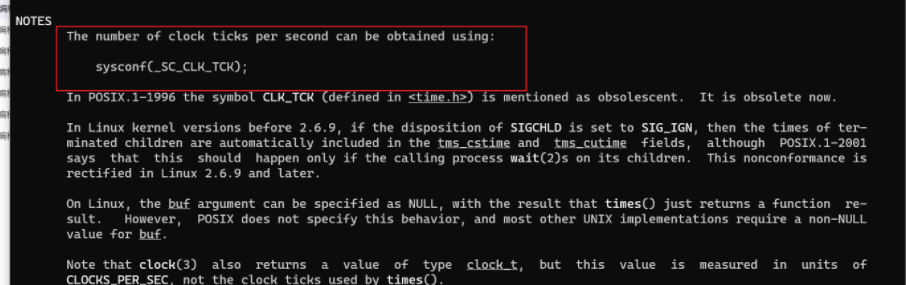 NOTES
The number of clock ticks per second can be obtained using:
sysconf(_SC_CLK_TCK);
In POSIX.1-1996 the symbol CLK_TCK (defined in <time.h>) is mentioned as obsolescent.  It is obsolete now.
In Linux kernel versions before 2.6.9, if the disposition of SIGCHLD is set to SIG_IGN, then the times of ter-
minated children are automatically included in the tms_cstime and tms_cutime fields, although POSIX.1-2001
says that this should happen only if the calling process wait(2)s on its children. This nonconformance is
rectified in Linux 2.6.9 and later.
On Linux, the buf argument can be specified as NULL, with the result that times() just returns a function re-
sult. However, POSIX does not specify this behavior, and most other UNIX implementations require a non-NULL
value for buf.
Note that clock(3) also returns a value of type clock_t, but this value is measured in units of
CLOCKS_PER_SEC, not the clock ticks used by times().